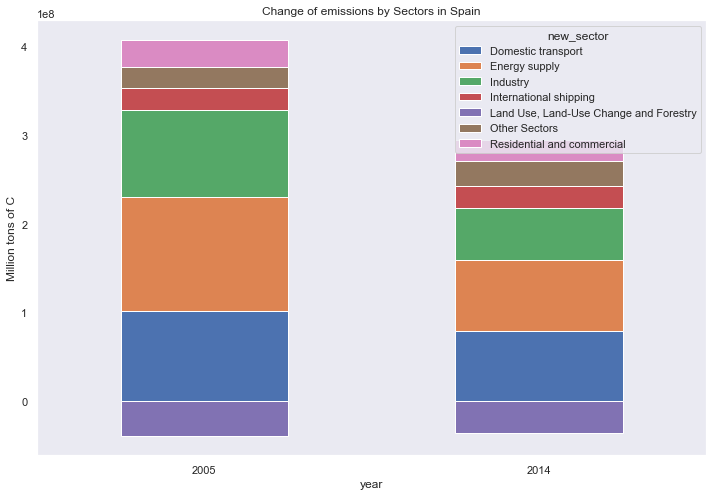 Change of emissions by Sectors in Spain
1e8
4
3
2
1
0
Million tons of C
new_sector
Domestic transport
Energy supply
Industry
International shipping
Land Use, Land-Use Change and Forestry
Other Sectors
Residential and commercial
2005
2014
year